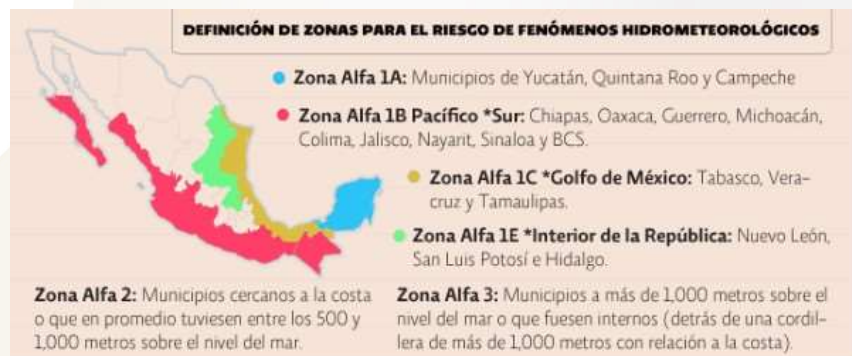 DEFINICIÓN DE ZONAS PARA EL RIESGO DE FENÓMENOS HIDROMETEOROLÓGICOS
Zona Alfa 1A: Municipios de Yucatán, Quintana Roo y Campeche
Zona Alfa 1B Pacífico *Sur: Chiapas, Oaxaca, Guerrero, Michoacán,
Colima, Jalisco, Nayarit, Sinaloa y BCS.
Zona Alfa 1C *Golfo de México: Tabasco, Vera-
cruz y Tamaulipas.
Zona Alfa 1E *Interior de la República: Nuevo León,
San Luis Potosí e Hidalgo.
Zona Alfa 2: Municipios cercanos a la costa
o que en promedio tuviesen entre los 500 y
1,000 metros sobre el nivel del mar.
Zona Alfa 3: Municipios a más de 1,000 metros sobre el
nivel del mar o que fuesen internos (detrás de una cordil-
lera de más de 1,000 metros con relación a la costa).